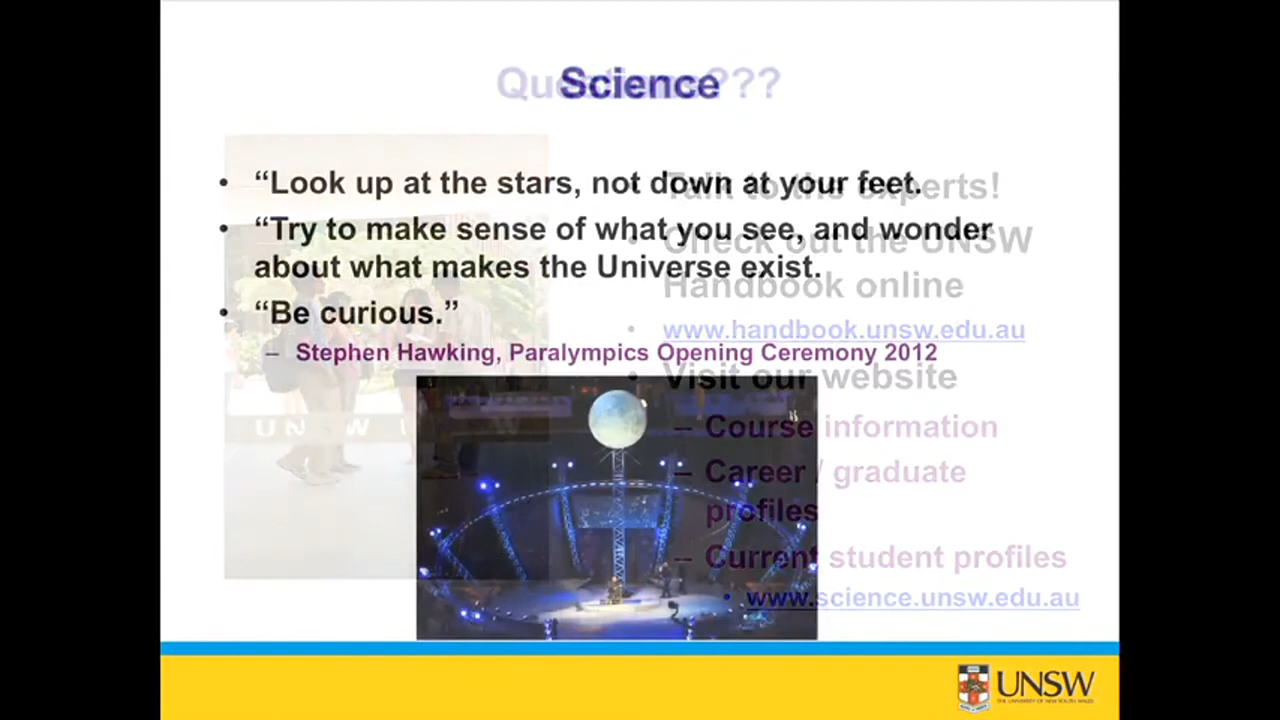 Science
Questions???
• “Look up at the stars, not down at your feet.
• “Try to make sense of what you see, and wonder
about what makes the Universe exist.
• “Be curious.”
– Stephen Hawking, Paralympics Opening Ceremony 2012
• Talk to the experts!
• Check out the UNSW
Handbook online
• www.handbook.unsw.edu.au
• Visit our website
– Course information
– Career / graduate
profiles
– Current student profiles
• www.science.unsw.edu.au
UNSW
UNSW
THE UNIVERSITY OF NEW SOUTH WALES